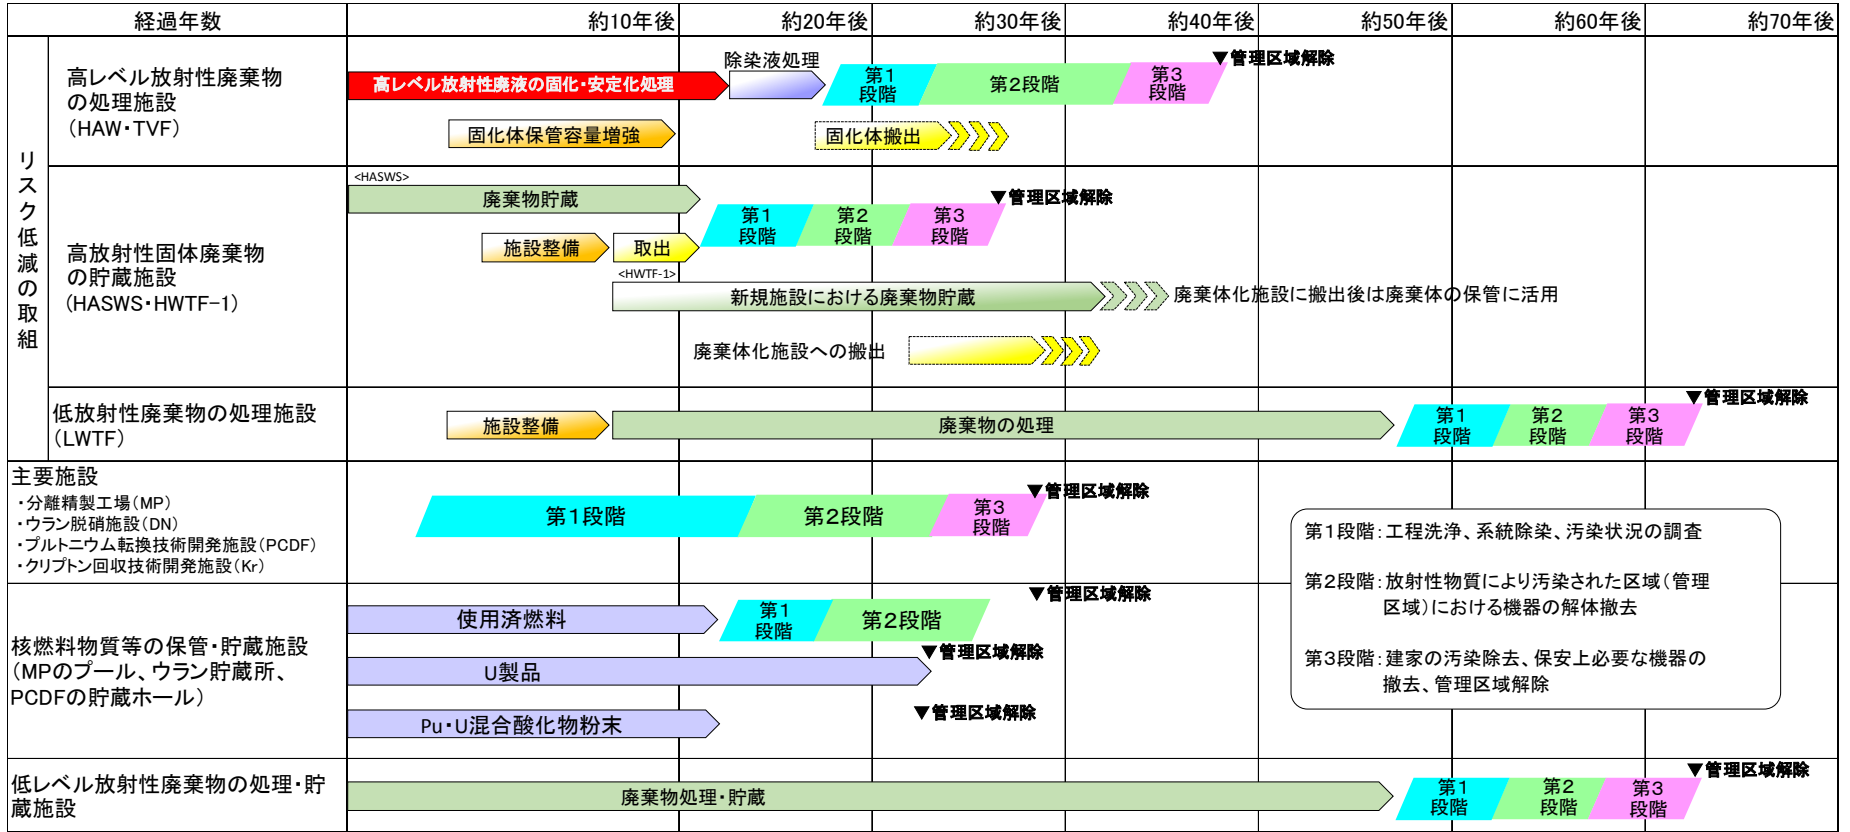 経過年数
約10年後
約20年後
約30年後
約40年後
約50年後
約60年後
約70年後
リスク低減の取組
高レベル放射性廃棄物
の処理施設
（HAW・TVF）
高レベル放射性廃液の固化・安定化処理
除染液処理
第１
段階
第２段階
第３
段階
▼管理区域解除
固化体保管容量増強
固化体搬出
高放射性固体廃棄物
の貯蔵施設
（HASWS・HWTF-1）
<HASWS>
廃棄物貯蔵
第１
段階
第２
段階
第３
段階
▼管理区域解除
施設整備
取出
<HWTF-1>
新規施設における廃棄物貯蔵
廃棄体化施設に搬出後は廃棄体の保管に活用
廃棄体化施設への搬出
低放射性廃棄物の処理施設
（LWTF）
施設整備
廃棄物の処理
第１
段階
第２
段階
第３
段階
▼管理区域解除
主要施設
・分離精製工場（MP）
・ウラン脱硝施設（DN）
・プルトニウム転換技術開発施設（PCDF）
・クリプトン回収技術開発施設（Kr）
第１段階
第２段階
第３
段階
▼管理区域解除
第１段階：工程洗浄、系統除染、汚染状況の調査
第２段階：放射性物質により汚染された区域（管理
区域）における機器の解体撤去
第３段階：建家の汚染除去、保安上必要な機器の
撤去、管理区域解除
核燃料物質等の保管・貯蔵施設
（MPのプール、ウラン貯蔵所、
PCDFの貯蔵ホール）
使用済燃料
第１
段階
第２段階
▼管理区域解除
U製品
▼管理区域解除
Pu・U混合酸化物粉末
▼管理区域解除
低レベル放射性廃棄物の処理・貯
蔵施設
廃棄物処理・貯蔵
第１
段階
第２
段階
第３
段階
▼管理区域解除